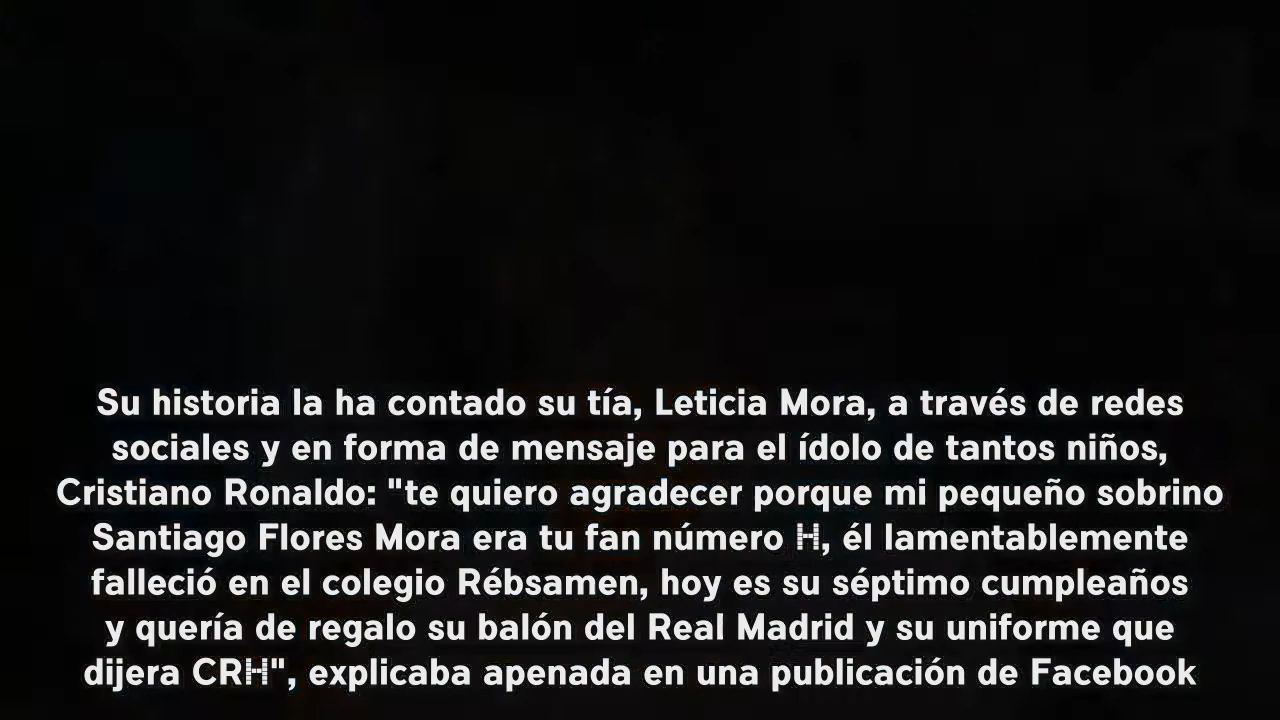 Su historia la ha contado su tía, Leticia Mora, a través de redes
sociales y en forma de mensaje para el ídolo de tantos niños,
Cristiano Ronaldo: "te quiero agradecer porque mi pequeño sobrino
Santiago Flores Mora era tu fan número H, él lamentablemente
falleció en el colegio Rébsamen, hoy es su séptimo cumpleaños
y quería de regalo su balón del Real Madrid y su uniforme que
dijera CRH", explicaba apenada en una publicación de Facebook